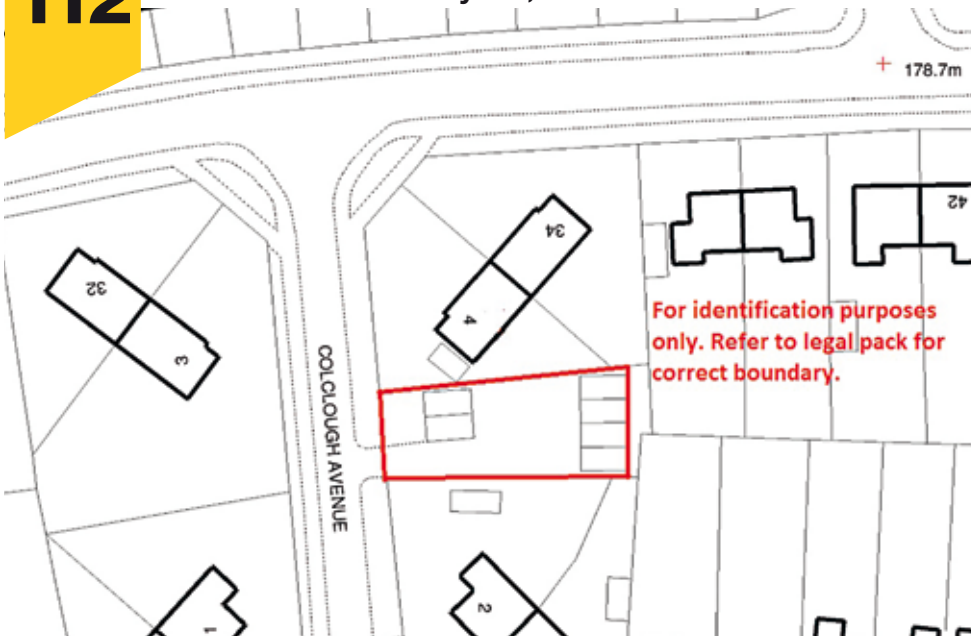 112
178.7m
42
34
32
4
3
For identification purposes
only. Refer to legal pack for
correct boundary.
COLCLOUGH AVENUE
2
1